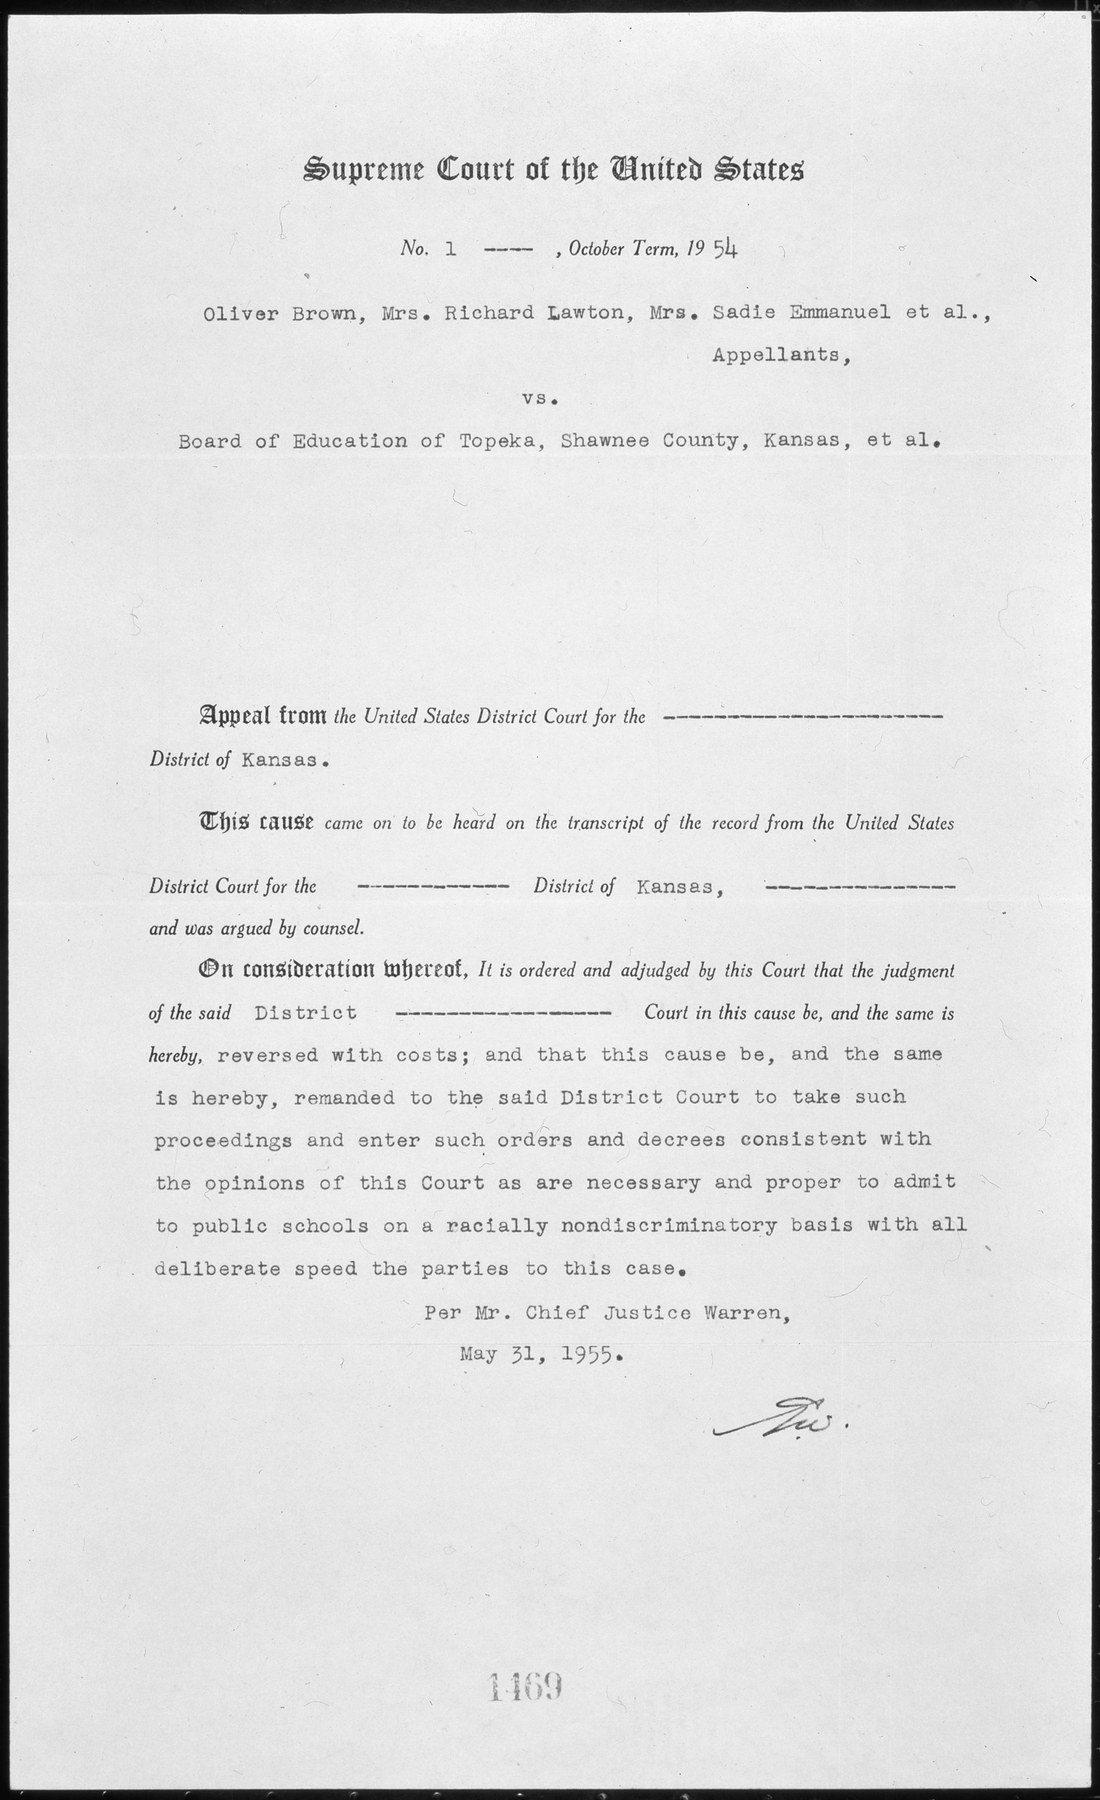 Supreme Court of the United States
No. 1 ---- , October Term, 19 54
Oliver Brown, Mrs. Richard Lawton, Mrs. Sadie Emmanuel et al.,
Appellants,
vs.
Board of Education of Topeka, Shawnee County, Kansas, et al.
Appeal from the United States District Court for the ----------------------
District of Kansas.
This cause came on to be heard on the transcript of the record from the United States
District Court for the ------------ District of Kansas, ---------------
and was argued by counsel.
On consideration whereof, It is ordered and adjudged by this Court that the judgment
of the said District ----------------- Court in this cause be, and the same is
hereby, reversed with costs; and that this cause be, and the same
is hereby, remanded to the said District Court to take such
proceedings and enter such orders and decrees consistent with
the opinions of this Court as are necessary and proper to admit
to public schools on a racially nondiscriminatory basis with all
deliberate speed the parties to this case.
Per Mr. Chief Justice Warren,
May 31, 1955.
1469